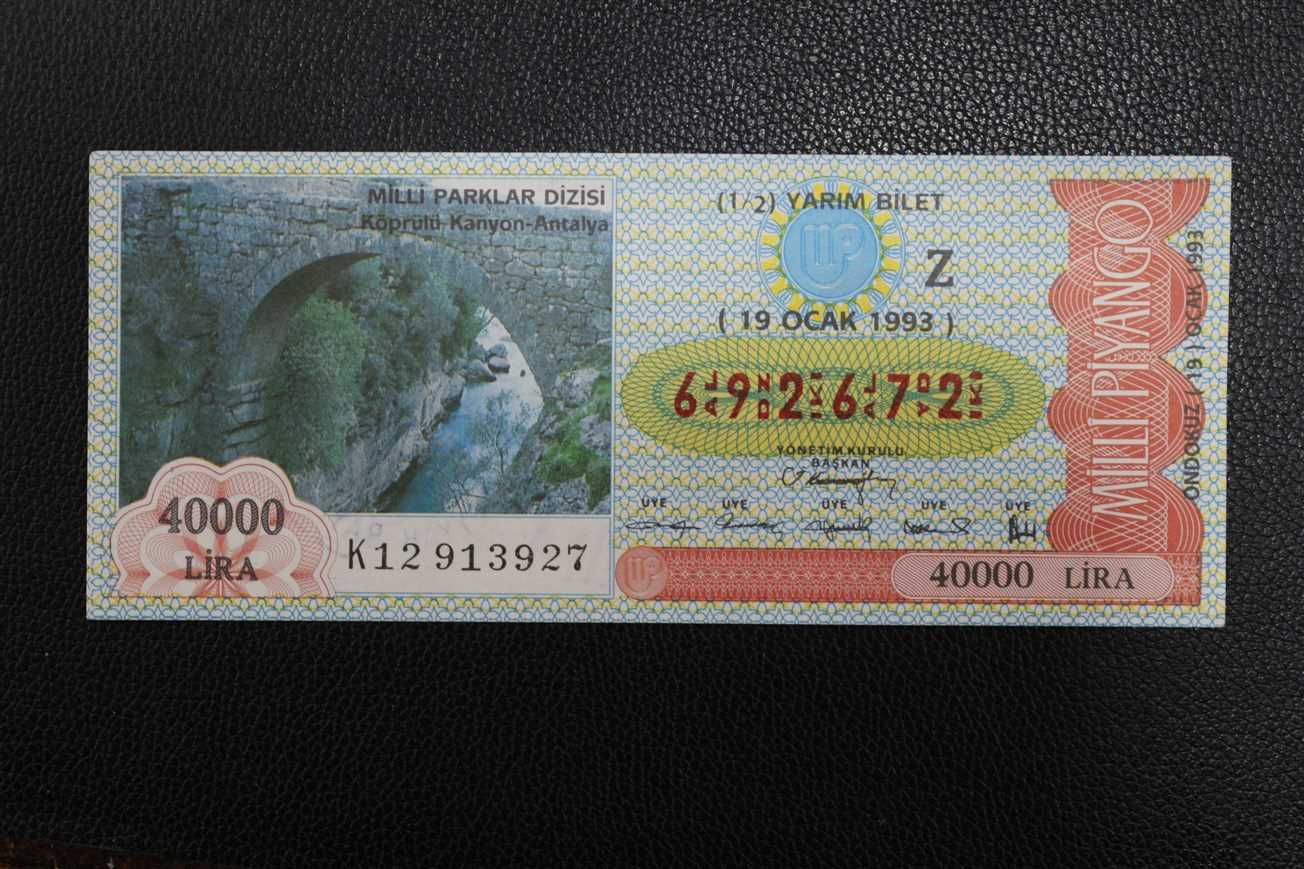 MİLLİ PARKLAR DİZİSİ
Köprülü Kanyon-Antalya
40000
LİRA
K12 913927
(1/2) YARIM BİLET
MP
Z
( 19 OCAK 1993 )
692672
YÖNETİM KURULU
BAŞKAN
ÜYE ÜYE ÜYE ÜYE ÜYE
MP
40000 LİRA
MİLLİ PİYANGO
ONDOKUZ ( 19 ) OCAK 1993